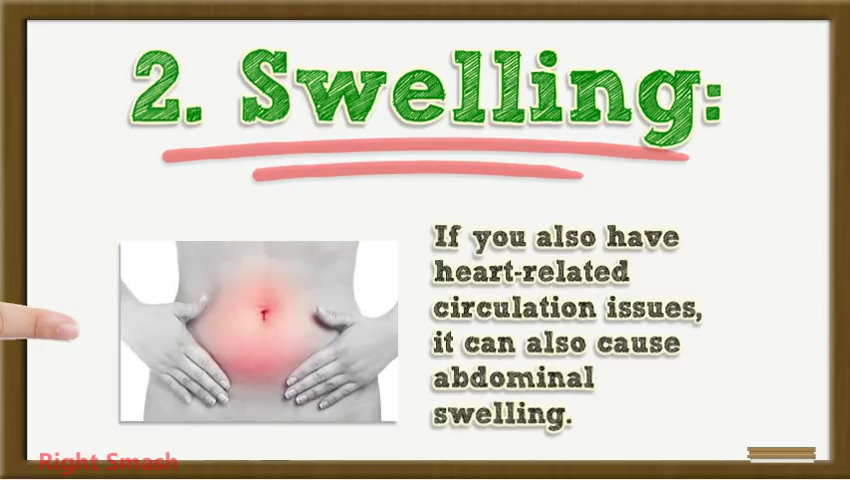 2. Swelling:
If you also have
heart-related
circulation issues,
it can also cause
abdominal
swelling.
Right Smash